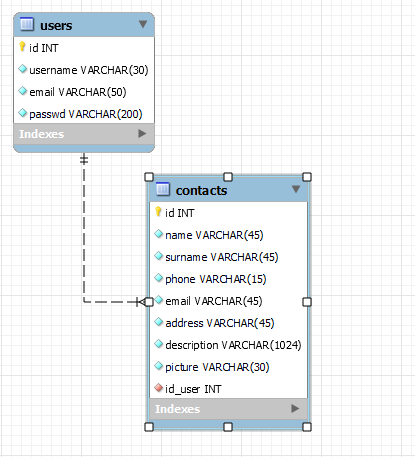 users
id INT
username VARCHAR(30)
email VARCHAR(50)
passwd VARCHAR(200)
Indexes
contacts
id INT
name VARCHAR(45)
surname VARCHAR(45)
phone VARCHAR(15)
email VARCHAR(45)
address VARCHAR(45)
description VARCHAR(1024)
picture VARCHAR(30)
id_user INT
Indexes